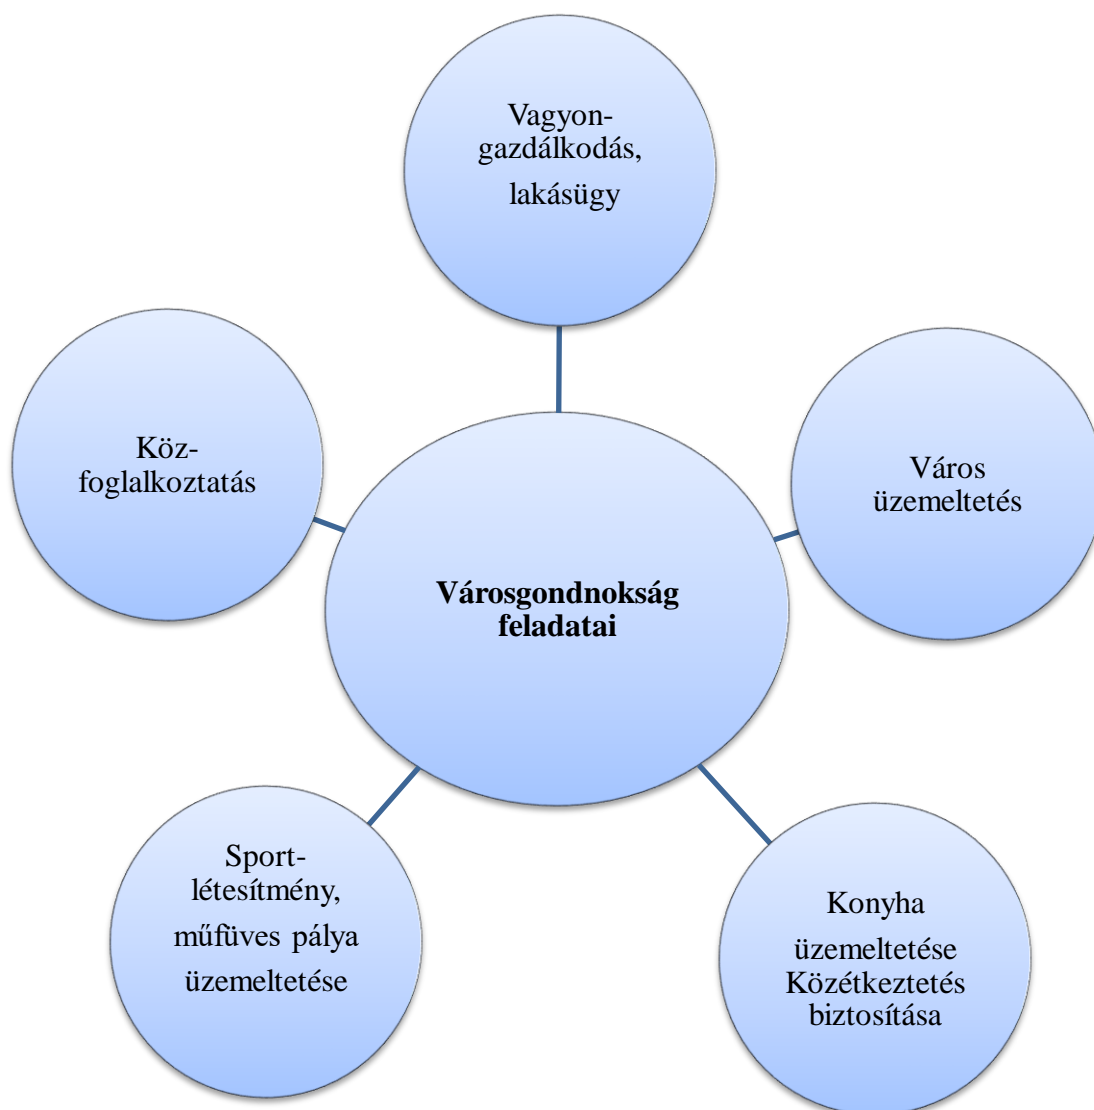 Vagyon-
gazdálkodás,
lakásügy
Köz-
foglalkoztatás
Város
üzemeltetés
Városgondnokság
feladatai
Sport-
létesítmény,
műfüves pálya
üzemeltetése
Konyha
üzemeltetése
Közétkeztetés
biztosítása